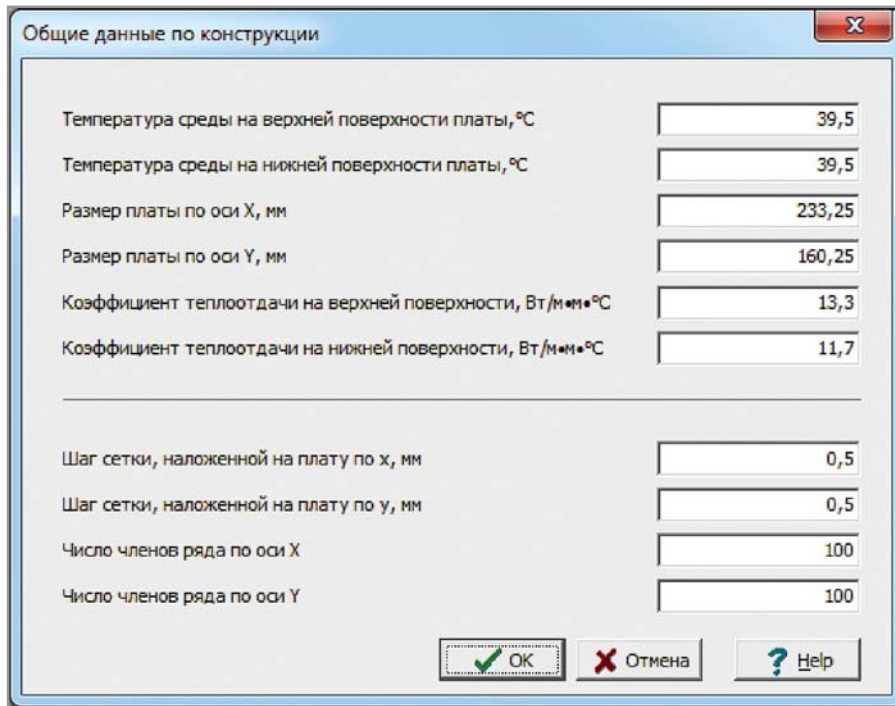 Общие данные по конструкции
Температура среды на верхней поверхности платы,°C 39,5
Температура среды на нижней поверхности платы,°C 39,5
Размер платы по оси X, мм 233,25
Размер платы по оси Y, мм 160,25
Коэффициент теплоотдачи на верхней поверхности, Вт/м•м•°C 13,3
Коэффициент теплоотдачи на нижней поверхности, Вт/м•м•°C 11,7
Шаг сетки, наложенной на плату по x, мм 0,5
Шаг сетки, наложенной на плату по y, мм 0,5
Число членов ряда по оси X 100
Число членов ряда по оси Y 100
OK Отмена Help